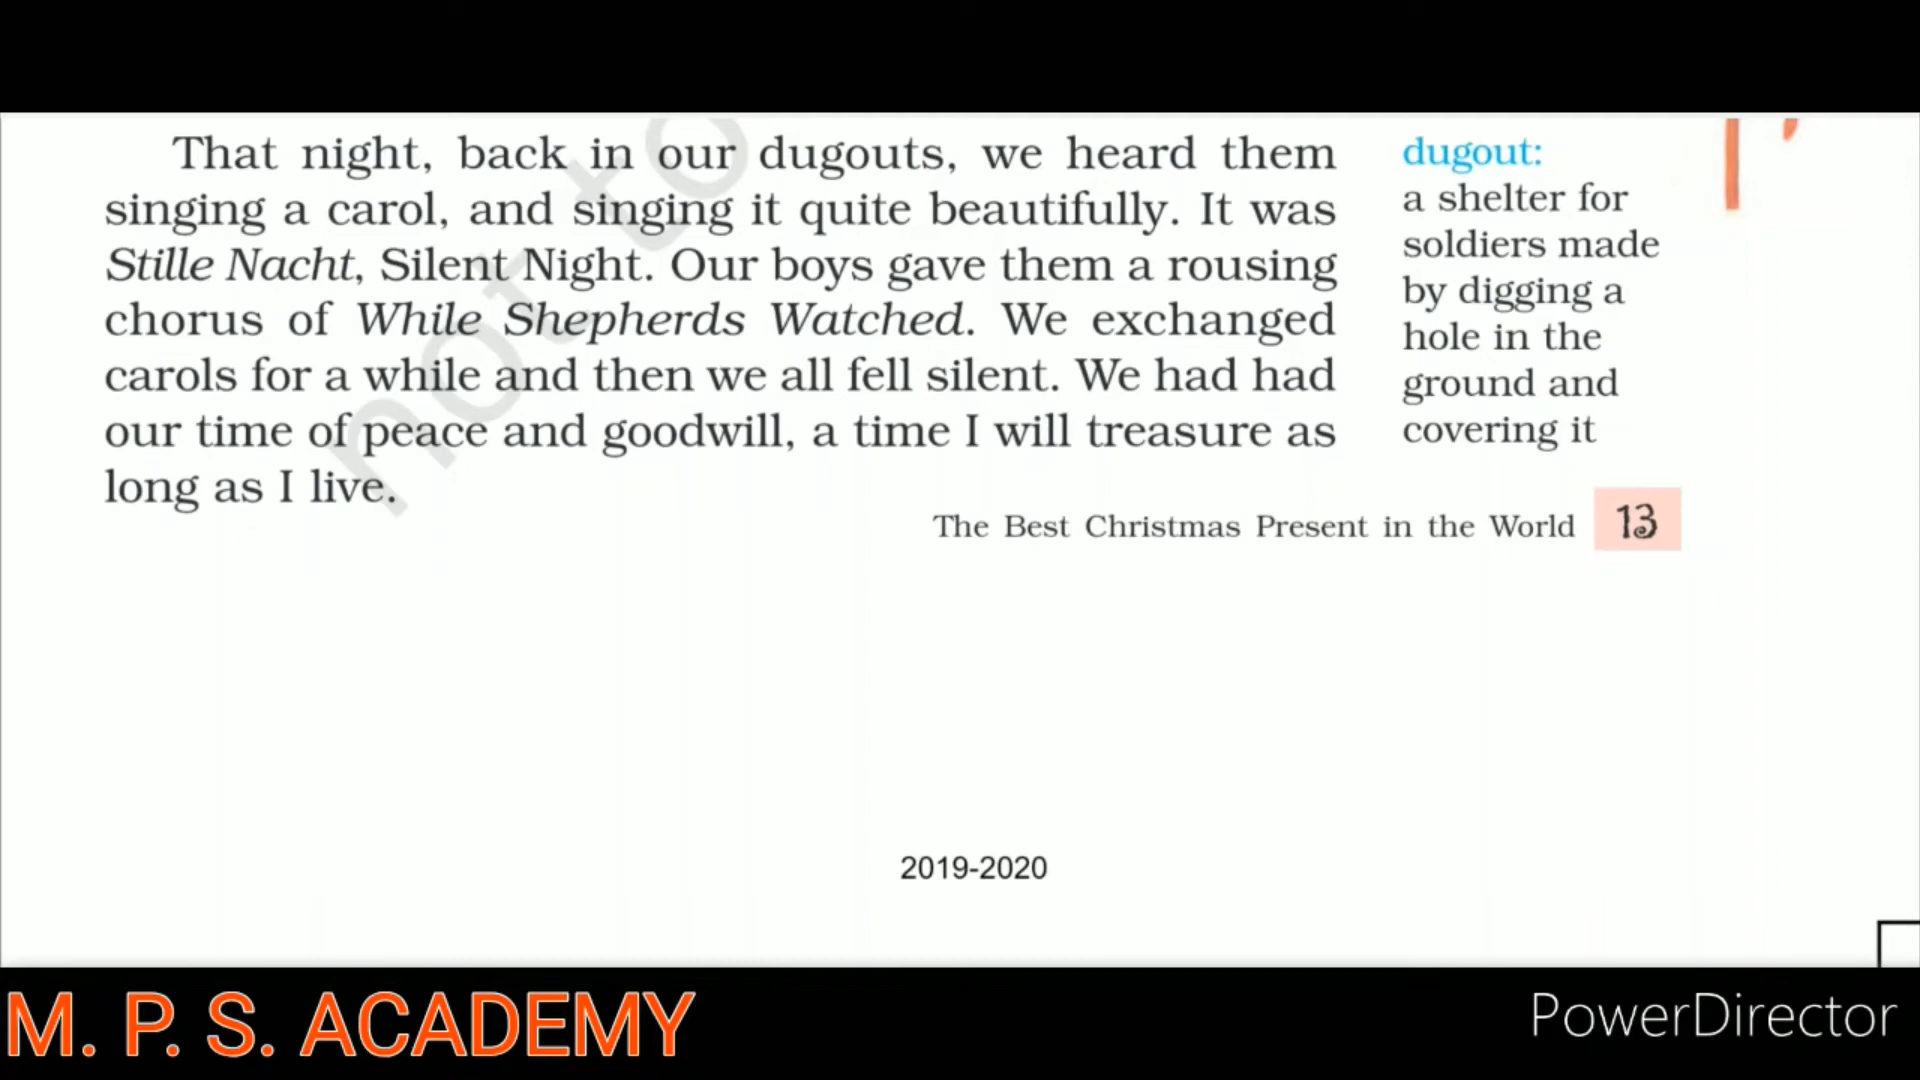 That night, back in our dugouts, we heard them
singing a carol, and singing it quite beautifully. It was
Stille Nacht, Silent Night. Our boys gave them a rousing
chorus of While Shepherds Watched. We exchanged
carols for a while and then we all fell silent. We had had
our time of peace and goodwill, a time I will treasure as
long as I live.
dugout:
a shelter for
soldiers made
by digging a
hole in the
ground and
covering it
not to
The Best Christmas Present in the World 13
2019-2020
M. P. S. ACADEMY
PowerDirector